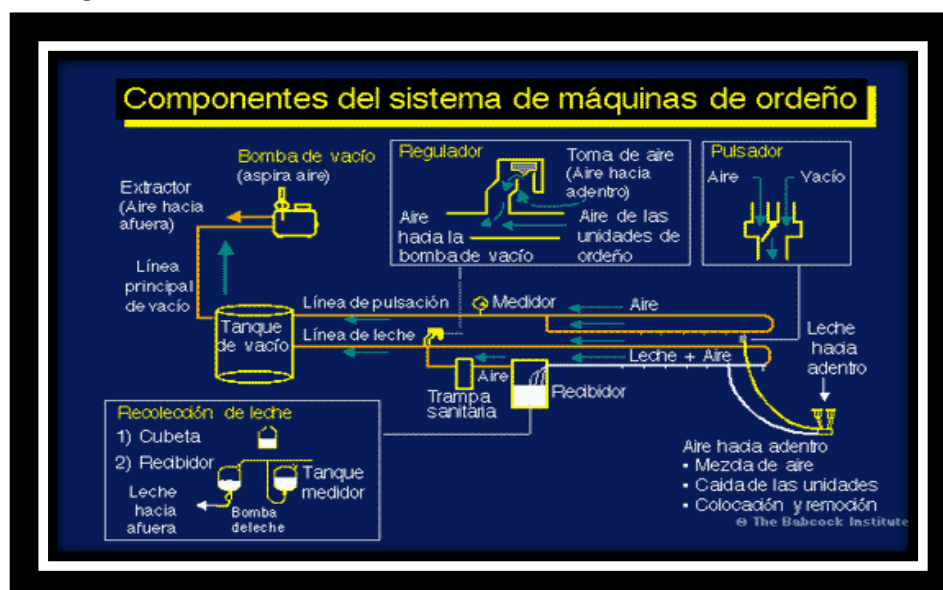 Componentes del sistema de máquinas de ordeño
Bomba de vacío
(aspira aire)
Extractor
(Aire hacia
afuera)
Línea
principal
de vacío
Tanque
de vacío
Regulador
Toma de aire
(Aire hacia
adentro)
Aire
hacia la
bomba de vacío
Aire de las
unidades de
ordeño
Pulsador
Aire
Vacío
Línea de pulsación
Medidor
Aire
Línea de leche
Leche + Aire
Aire
Trampa
sanitaria
Recibidor
Leche
hacia
adentro
Recolección de leche
1) Cubeta
2) Recibidor
Tanque
medidor
Leche
hacia
afuera
Bomba
deleche
Aire hacia adentro
• Mezcla de aire
• Caida de las unidades
• Colocación y remoción
© The Babcock Institute